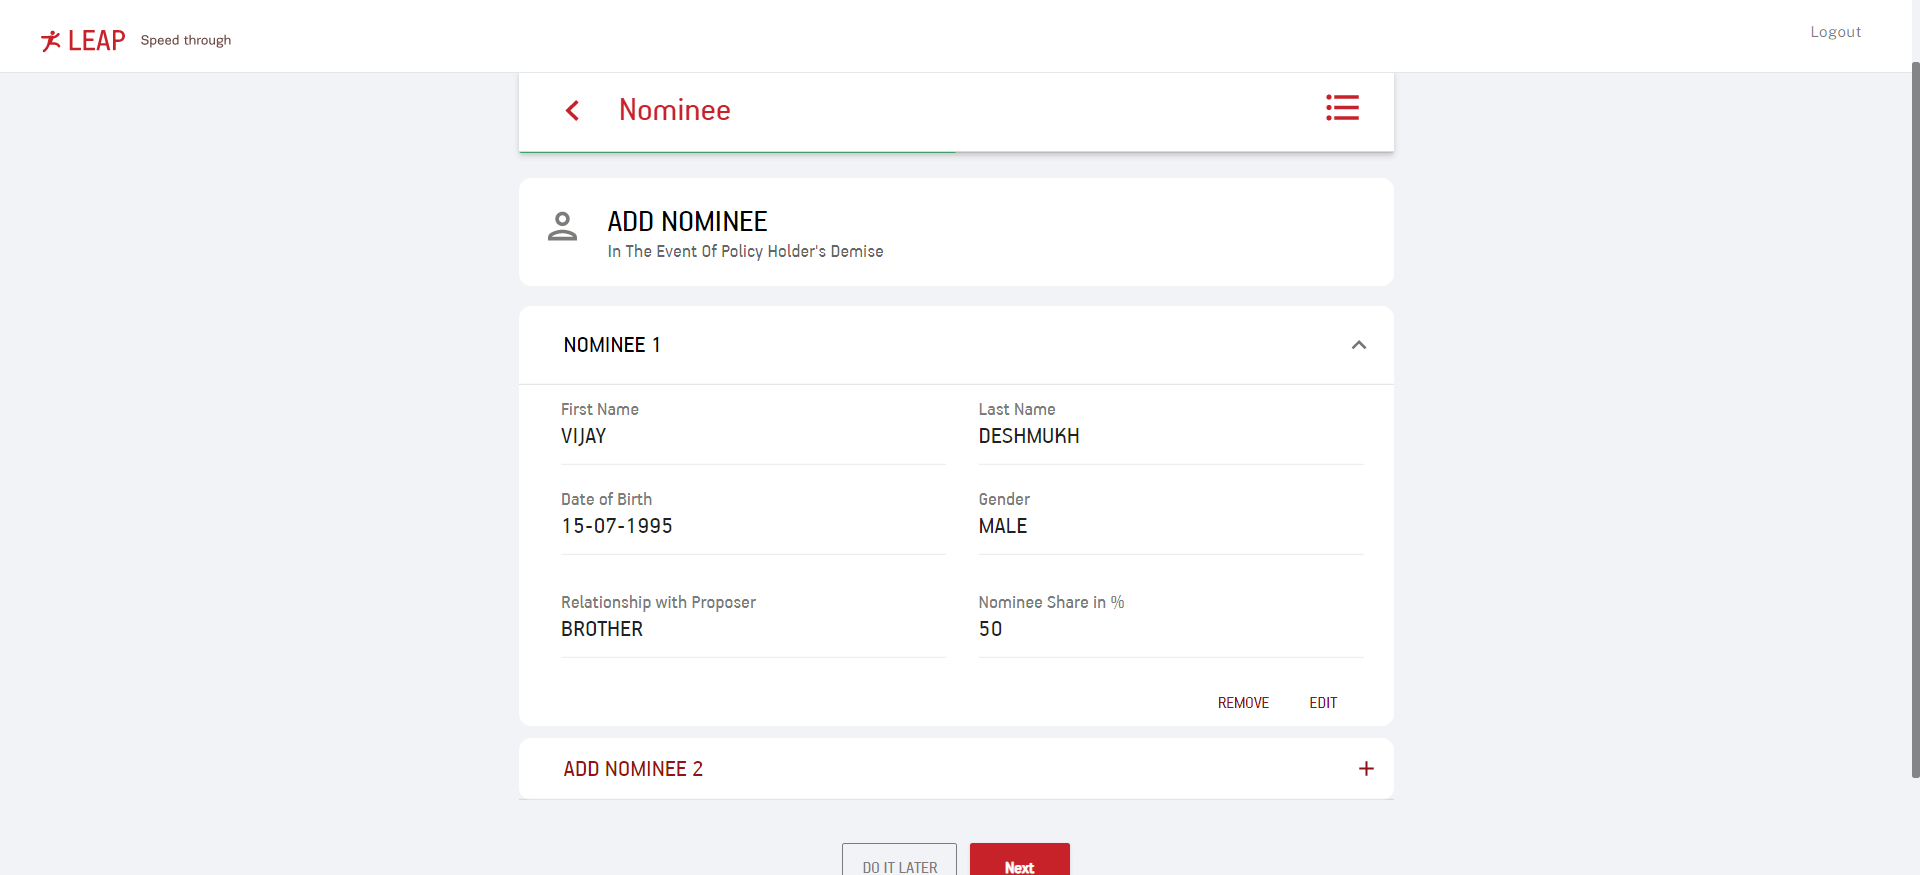 LEAP Speed through
Logout
Nominee
ADD NOMINEE
In The Event Of Policy Holder's Demise
NOMINEE 1
First Name
VIJAY
Last Name
DESHMUKH
Date of Birth
15-07-1995
Gender
MALE
Relationship with Proposer
BROTHER
Nominee Share in %
50
REMOVE EDIT
ADD NOMINEE 2
DO IT LATER Next